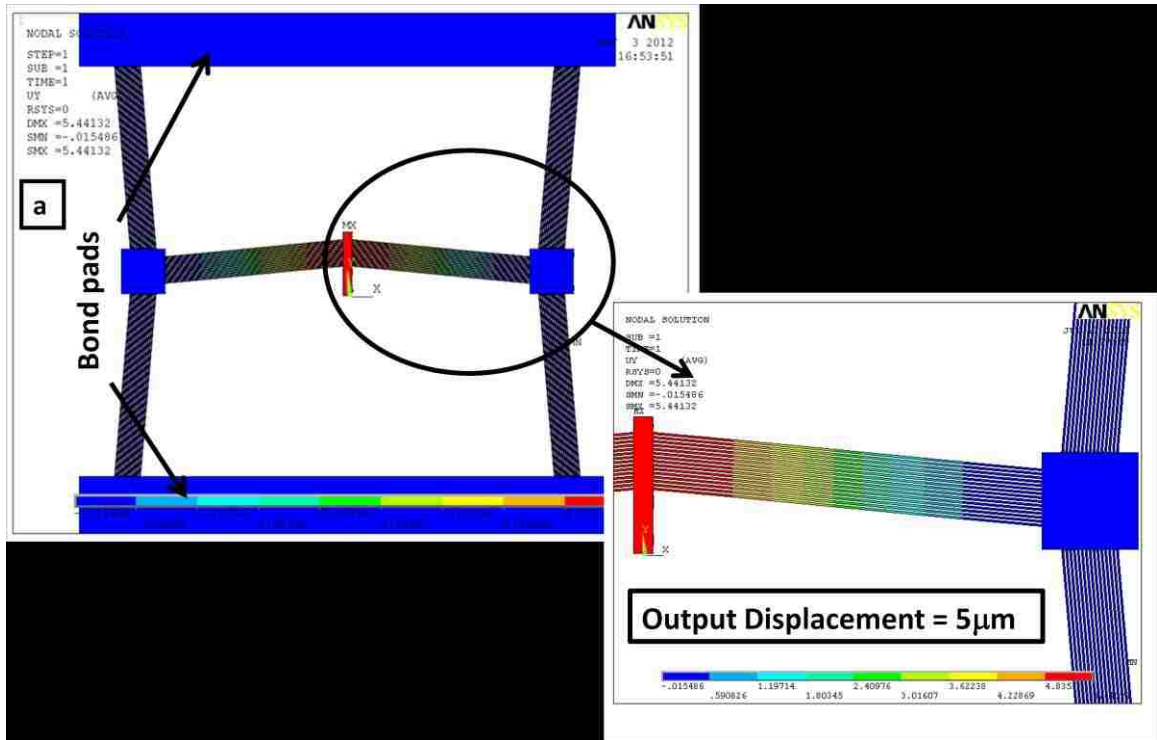 ANSYS
NODAL
3 2012
16:53:51
STEP=1
SUB =1
TIME=1
UY (AVG
RSYS=0
DMX =5.44132
SMN =-.015486
SMX =5.44132
a
Bond pads
MX
X
ANSYS
NODAL SOLUTION
SUB =1
TIME=1
UY (AVG)
RSYS=0
DMX =5.44132
SMN =-.015486
SMX =5.44132
MX
Y
X
Output Displacement = 5μm
MN
-.015486 1.19714 2.40976 3.62238
.590826 1.80345 3.01607 4.22869